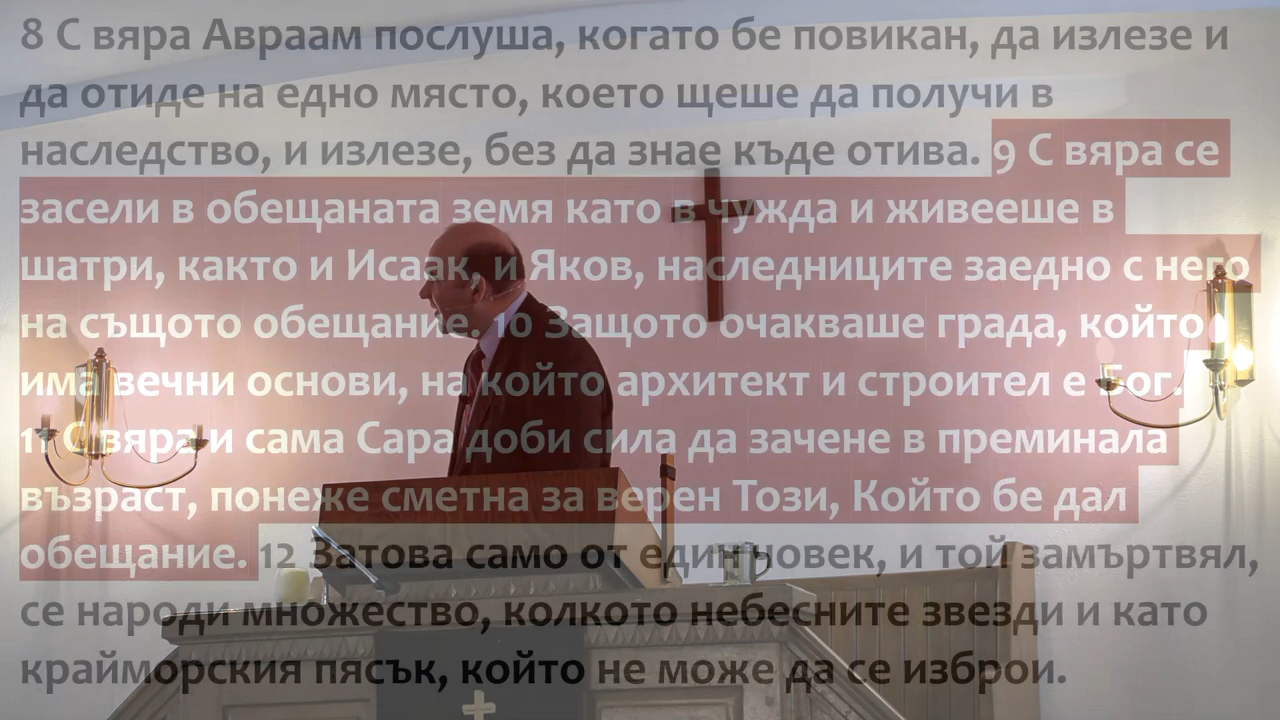 8 С вяра Авраам послуша, когато бе повикан, да излезе и
да отиде на едно място, което щеше да получи в
наследство, и излезе, без да знае къде отива. 9 С вяра се
засели в обещаната земя като в чужда и живееше в
шатри, както и Исаак, и Яков, наследниците заедно с него
на същото обещание. 10 Защото очакваше града, който
има вечни основи, на който архитект и строител е Бог.
11 С вяра и сама Сара доби сила да зачене в преминала
възраст, понеже сметна за верен Този, Който бе дал
обещание. 12 Затова само от един човек, и той замъртвял,
се народи множество, колкото небесните звезди и като
крайморския пясък, който не може да се изброи.